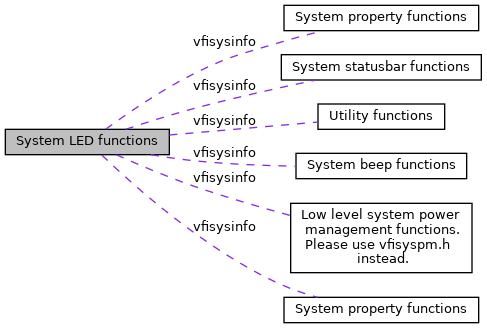 System property functions
vfisysinfo
System statusbar functions
vfisysinfo
Utility functions
vfisysinfo
System LED functions
vfisysinfo
System beep functions
vfisysinfo
Low level system power
management functions.
Please use vfisyspm.h
instead.
vfisysinfo
System property functions